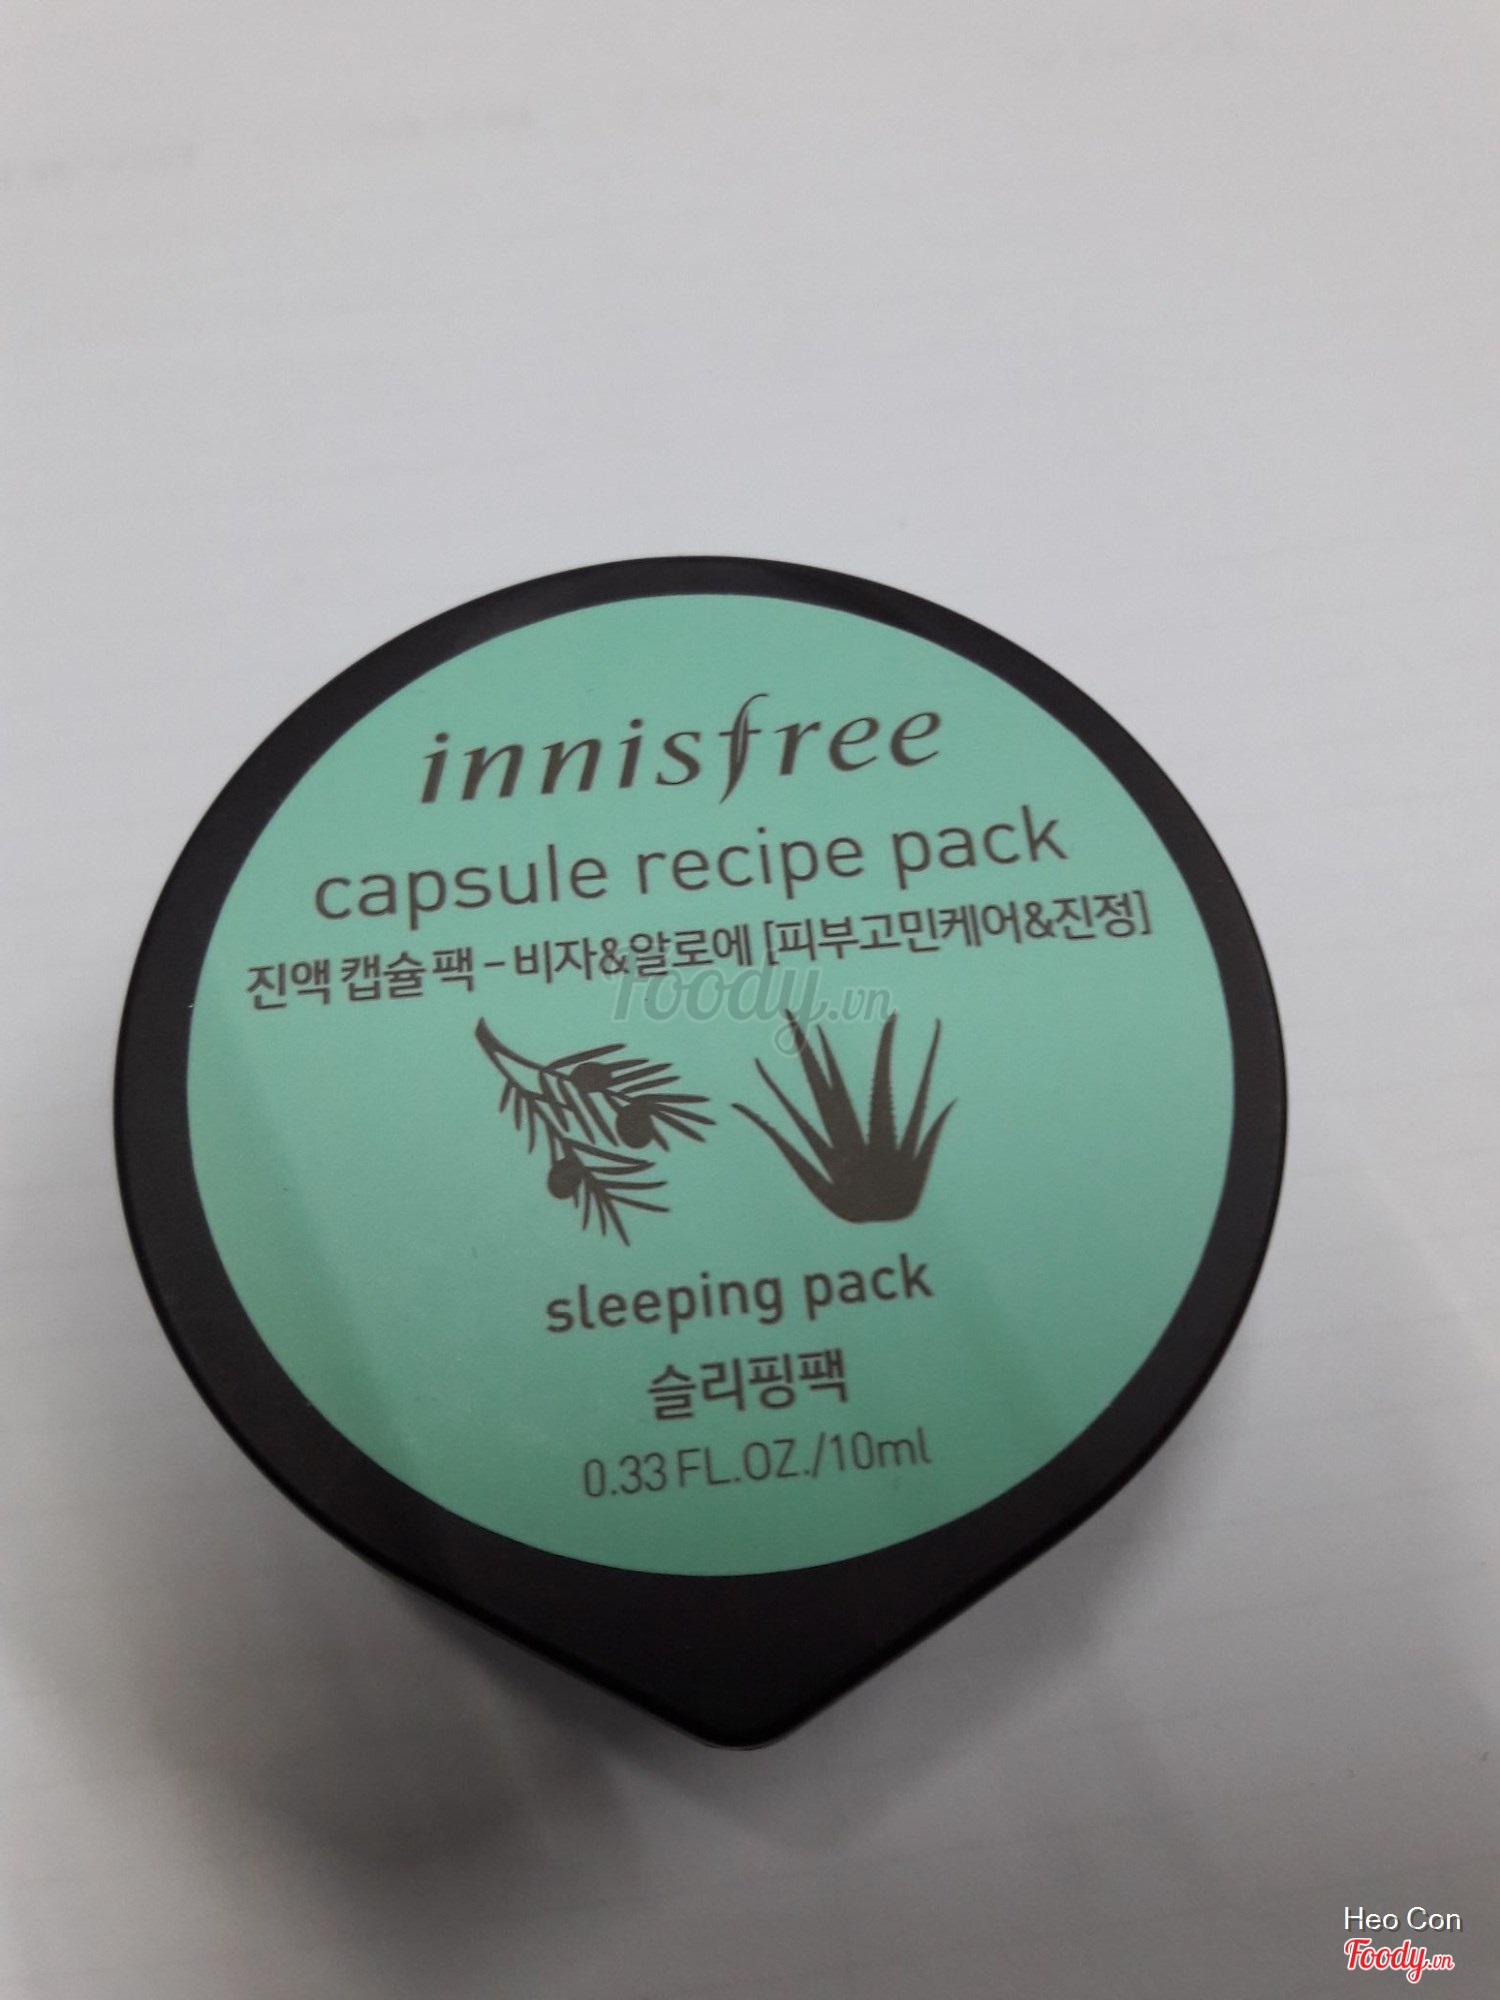 innisfree
capsule recipe pack
진액 캡슐 팩 - 비자&알로에 [피부고민케어&진정]
Foody.vn
sleeping pack
슬리핑팩
0.33 FL.OZ./10ml
Heo Con
Foody.vn